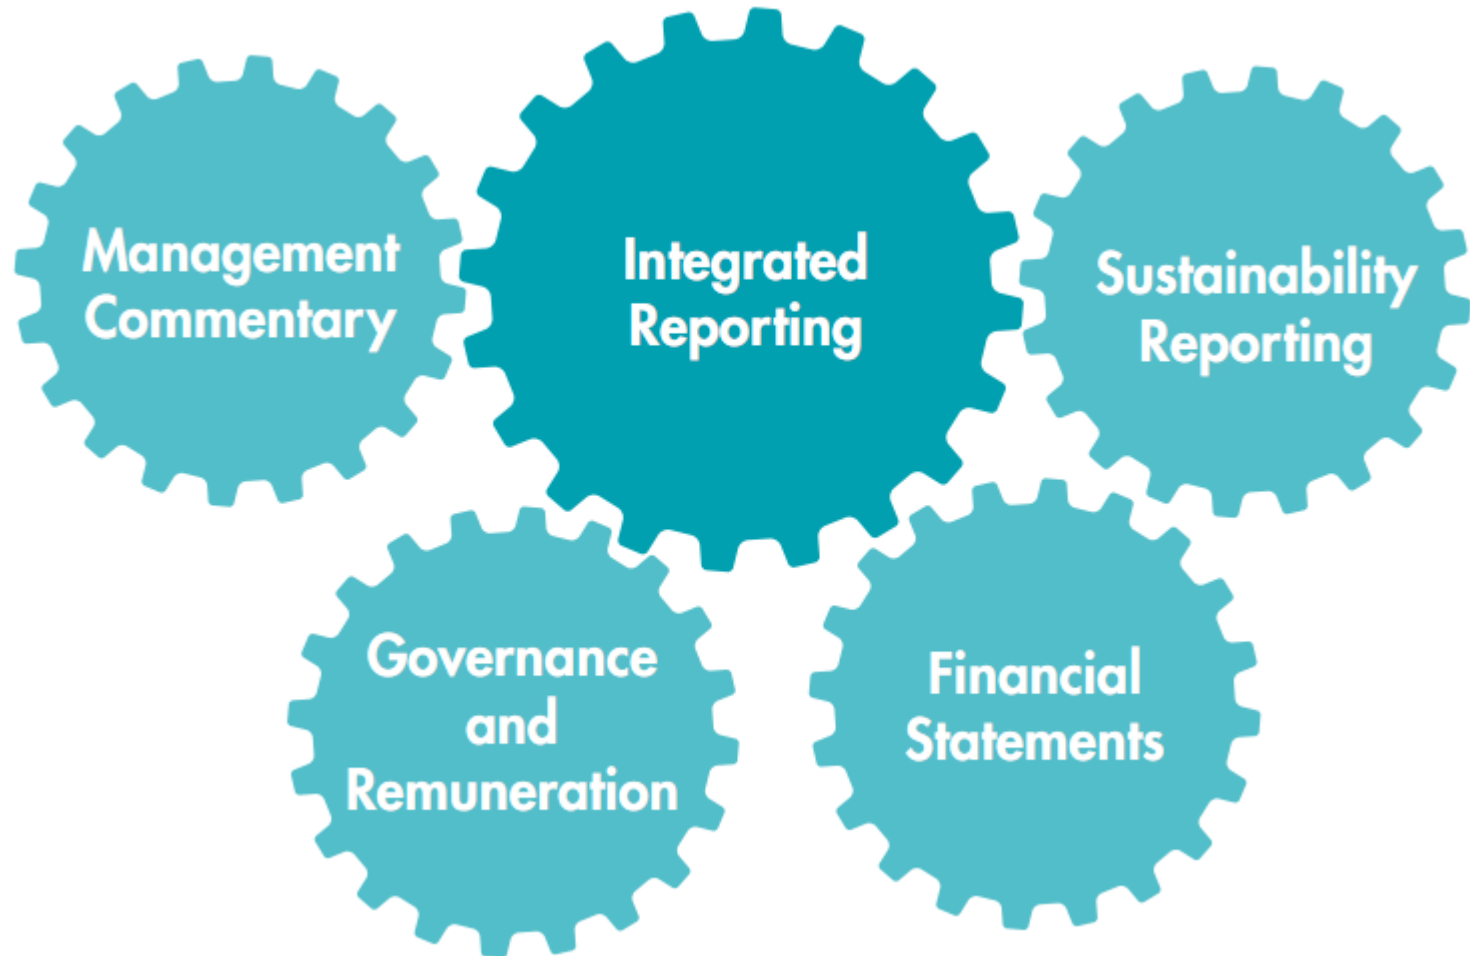 Management
Commentary
Integrated
Reporting
Sustainability
Reporting
Governance
and
Remuneration
Financial
Statements